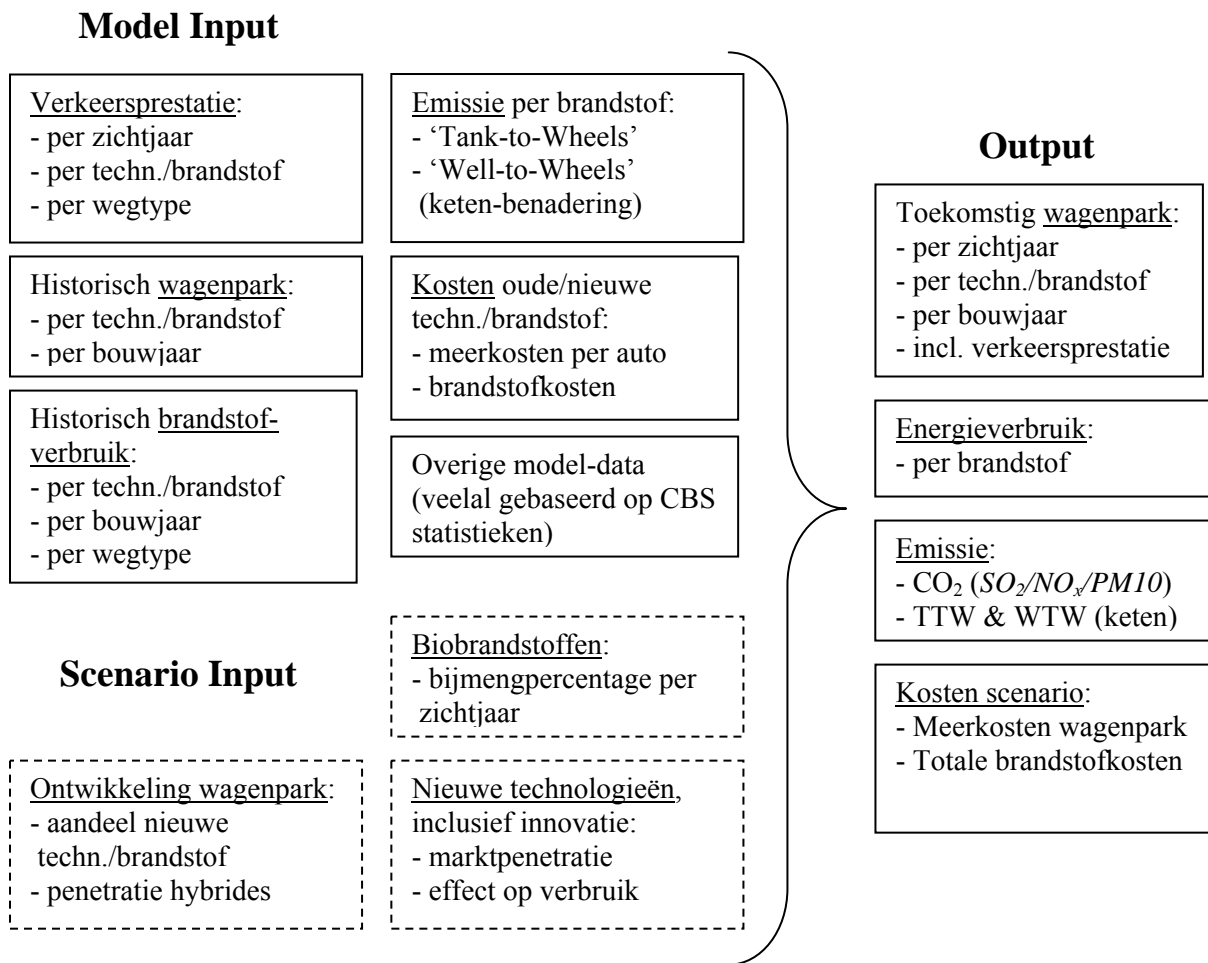 Model Input
Verkeersprestatie:
- per zichtjaar
- per techn./brandstof
- per wegtype
Emissie per brandstof:
- ‘Tank-to-Wheels’
- ‘Well-to-Wheels’
(keten-benadering)
Historisch wagenpark:
- per techn./brandstof
- per bouwjaar
Kosten oude/nieuwe
techn./brandstof:
- meerkosten per auto
- brandstofkosten
Historisch brandstof-
verbruik:
- per techn./brandstof
- per bouwjaar
- per wegtype
Overige model-data
(veelal gebaseerd op CBS
statistieken)
Scenario Input
Biobrandstoffen:
- bijmengpercentage per
zichtjaar
Ontwikkeling wagenpark:
- aandeel nieuwe
techn./brandstof
- penetratie hybrides
Nieuwe technologieën,
inclusief innovatie:
- marktpenetratie
- effect op verbruik
Output
Toekomstig wagenpark:
- per zichtjaar
- per techn./brandstof
- per bouwjaar
- incl. verkeersprestatie
Energieverbruik:
- per brandstof
Emissie:
- CO₂ (SO₂/NOₓ/PM10)
- TTW & WTW (keten)
Kosten scenario:
- Meerkosten wagenpark
- Totale brandstofkosten